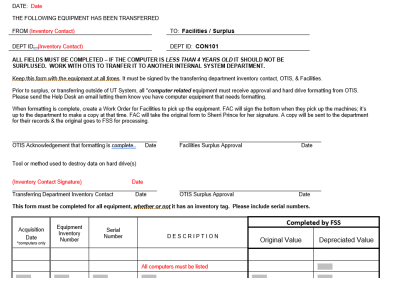 DATE: Date
THE FOLLOWING EQUIPMENT HAS BEEN TRANSFERRED
FROM (Inventory Contact) TO: Facilities / Surplus
DEPT ID: (Inventory Contact) DEPT ID: CON101
ALL FIELDS MUST BE COMPLETED – IF THE COMPUTER IS LESS THAN 4 YEARS OLD IT SHOULD NOT BE
SURPLUSED. WORK WITH OTIS TO TRANSFER IT TO ANOTHER INTERNAL SYSTEM DEPARTMENT.
Keep this form with the equipment at all times. It must be signed by the transferring department inventory contact, OTIS, & Facilities.
Prior to surplus, or transferring outside of UT System, all *computer related equipment must receive approval and hard drive formatting from OTIS.
Please send the Help Desk an email letting them know you have computer equipment that needs formatting.
When formatting is complete, create a Work Order for Facilities to pick up the equipment. FAC will sign the bottom when they pick up the machines; it's
up to the department to make a copy at that time. FAC will take the original form to Sherri Prince for her signature. A copy will be sent to the department
for their records & the original goes to FSS for processing.
OTIS Acknowledgement that formatting is complete. Date Facilities Surplus Approval Date
Tool or method used to destroy data on hard drive(s)
(Inventory Contact Signature) Date
Transferring Department Inventory Contact Date OTIS Surplus Approval Date
This form must be completed for all equipment, whether or not it has an inventory tag. Please include serial numbers.
Completed by FSS
Acquisition Date *computers only Equipment Inventory Number Serial Number DESCRIPTION Original Value Depreciated Value
All computers must be listed